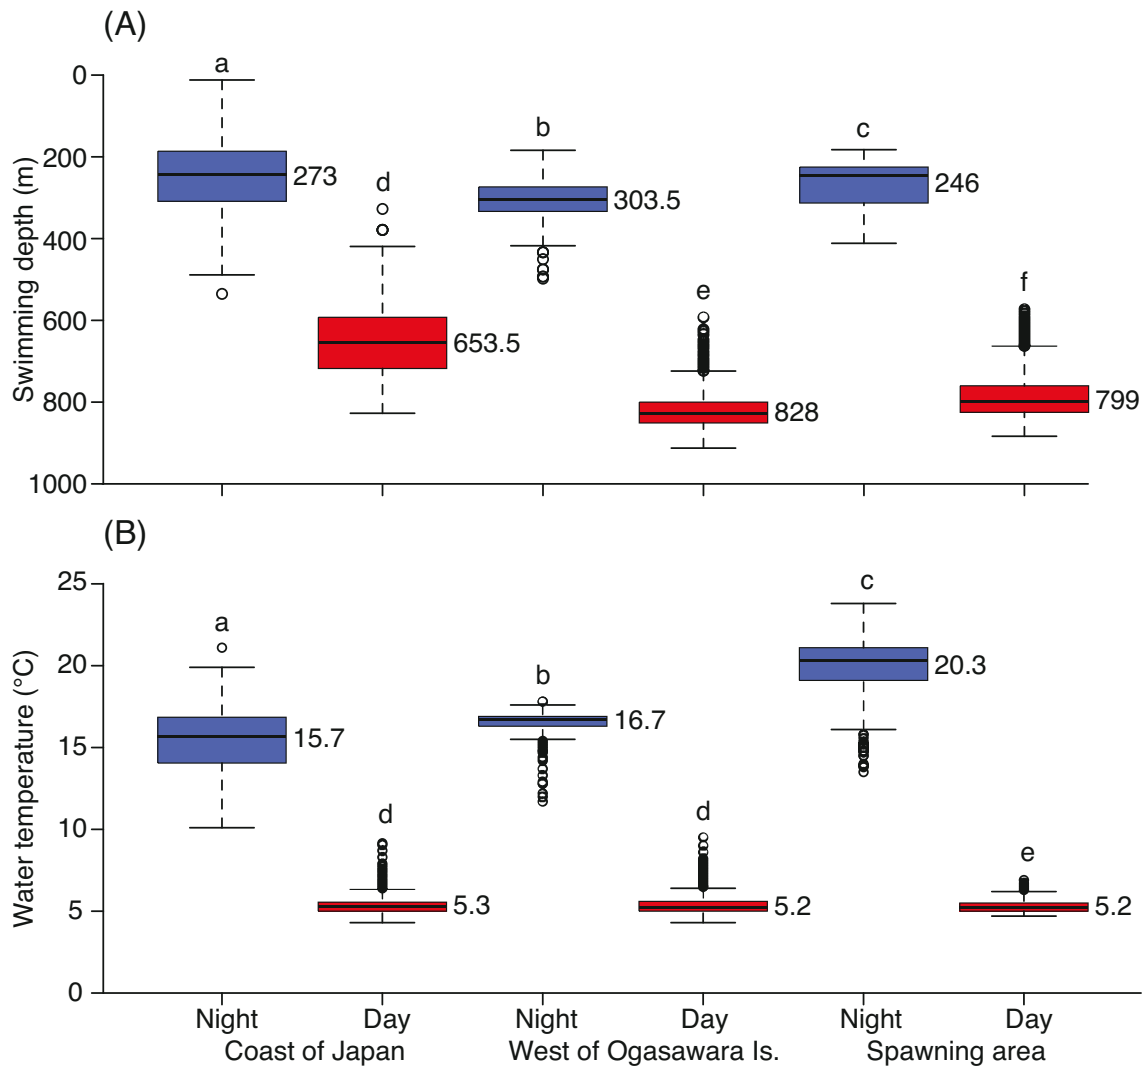 (A)
Swimming depth (m)
0
200
400
600
800
1000
a
d
b
e
c
f
273
653.5
303.5
828
246
799
(B)
Water temperature (°C)
25
20
15
10
5
0
a
d
b
d
c
e
15.7
5.3
16.7
5.2
20.3
5.2
Night Day Night Day Night Day
Coast of Japan West of Ogasawara Is. Spawning area